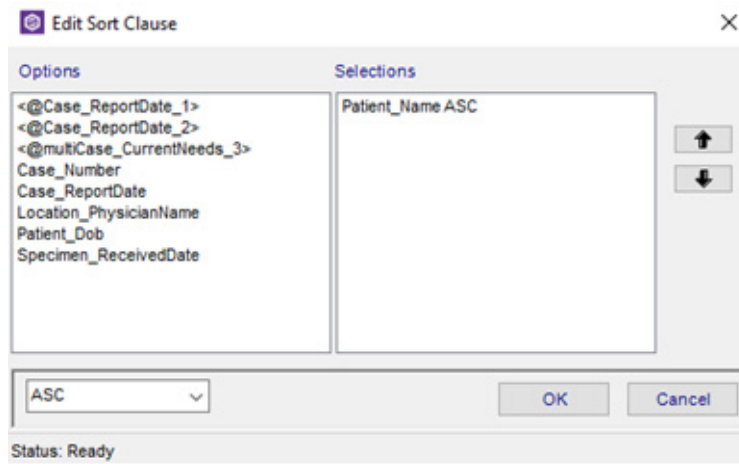 Edit Sort Clause
Options
Selections
<@Case_ReportDate_1>
<@Case_ReportDate_2>
<@multiCase_CurrentNeeds_3>
Case_Number
Case_ReportDate
Location_PhysicianName
Patient_Dob
Specimen_ReceivedDate
Patient_Name ASC
ASC
OK
Cancel
Status: Ready